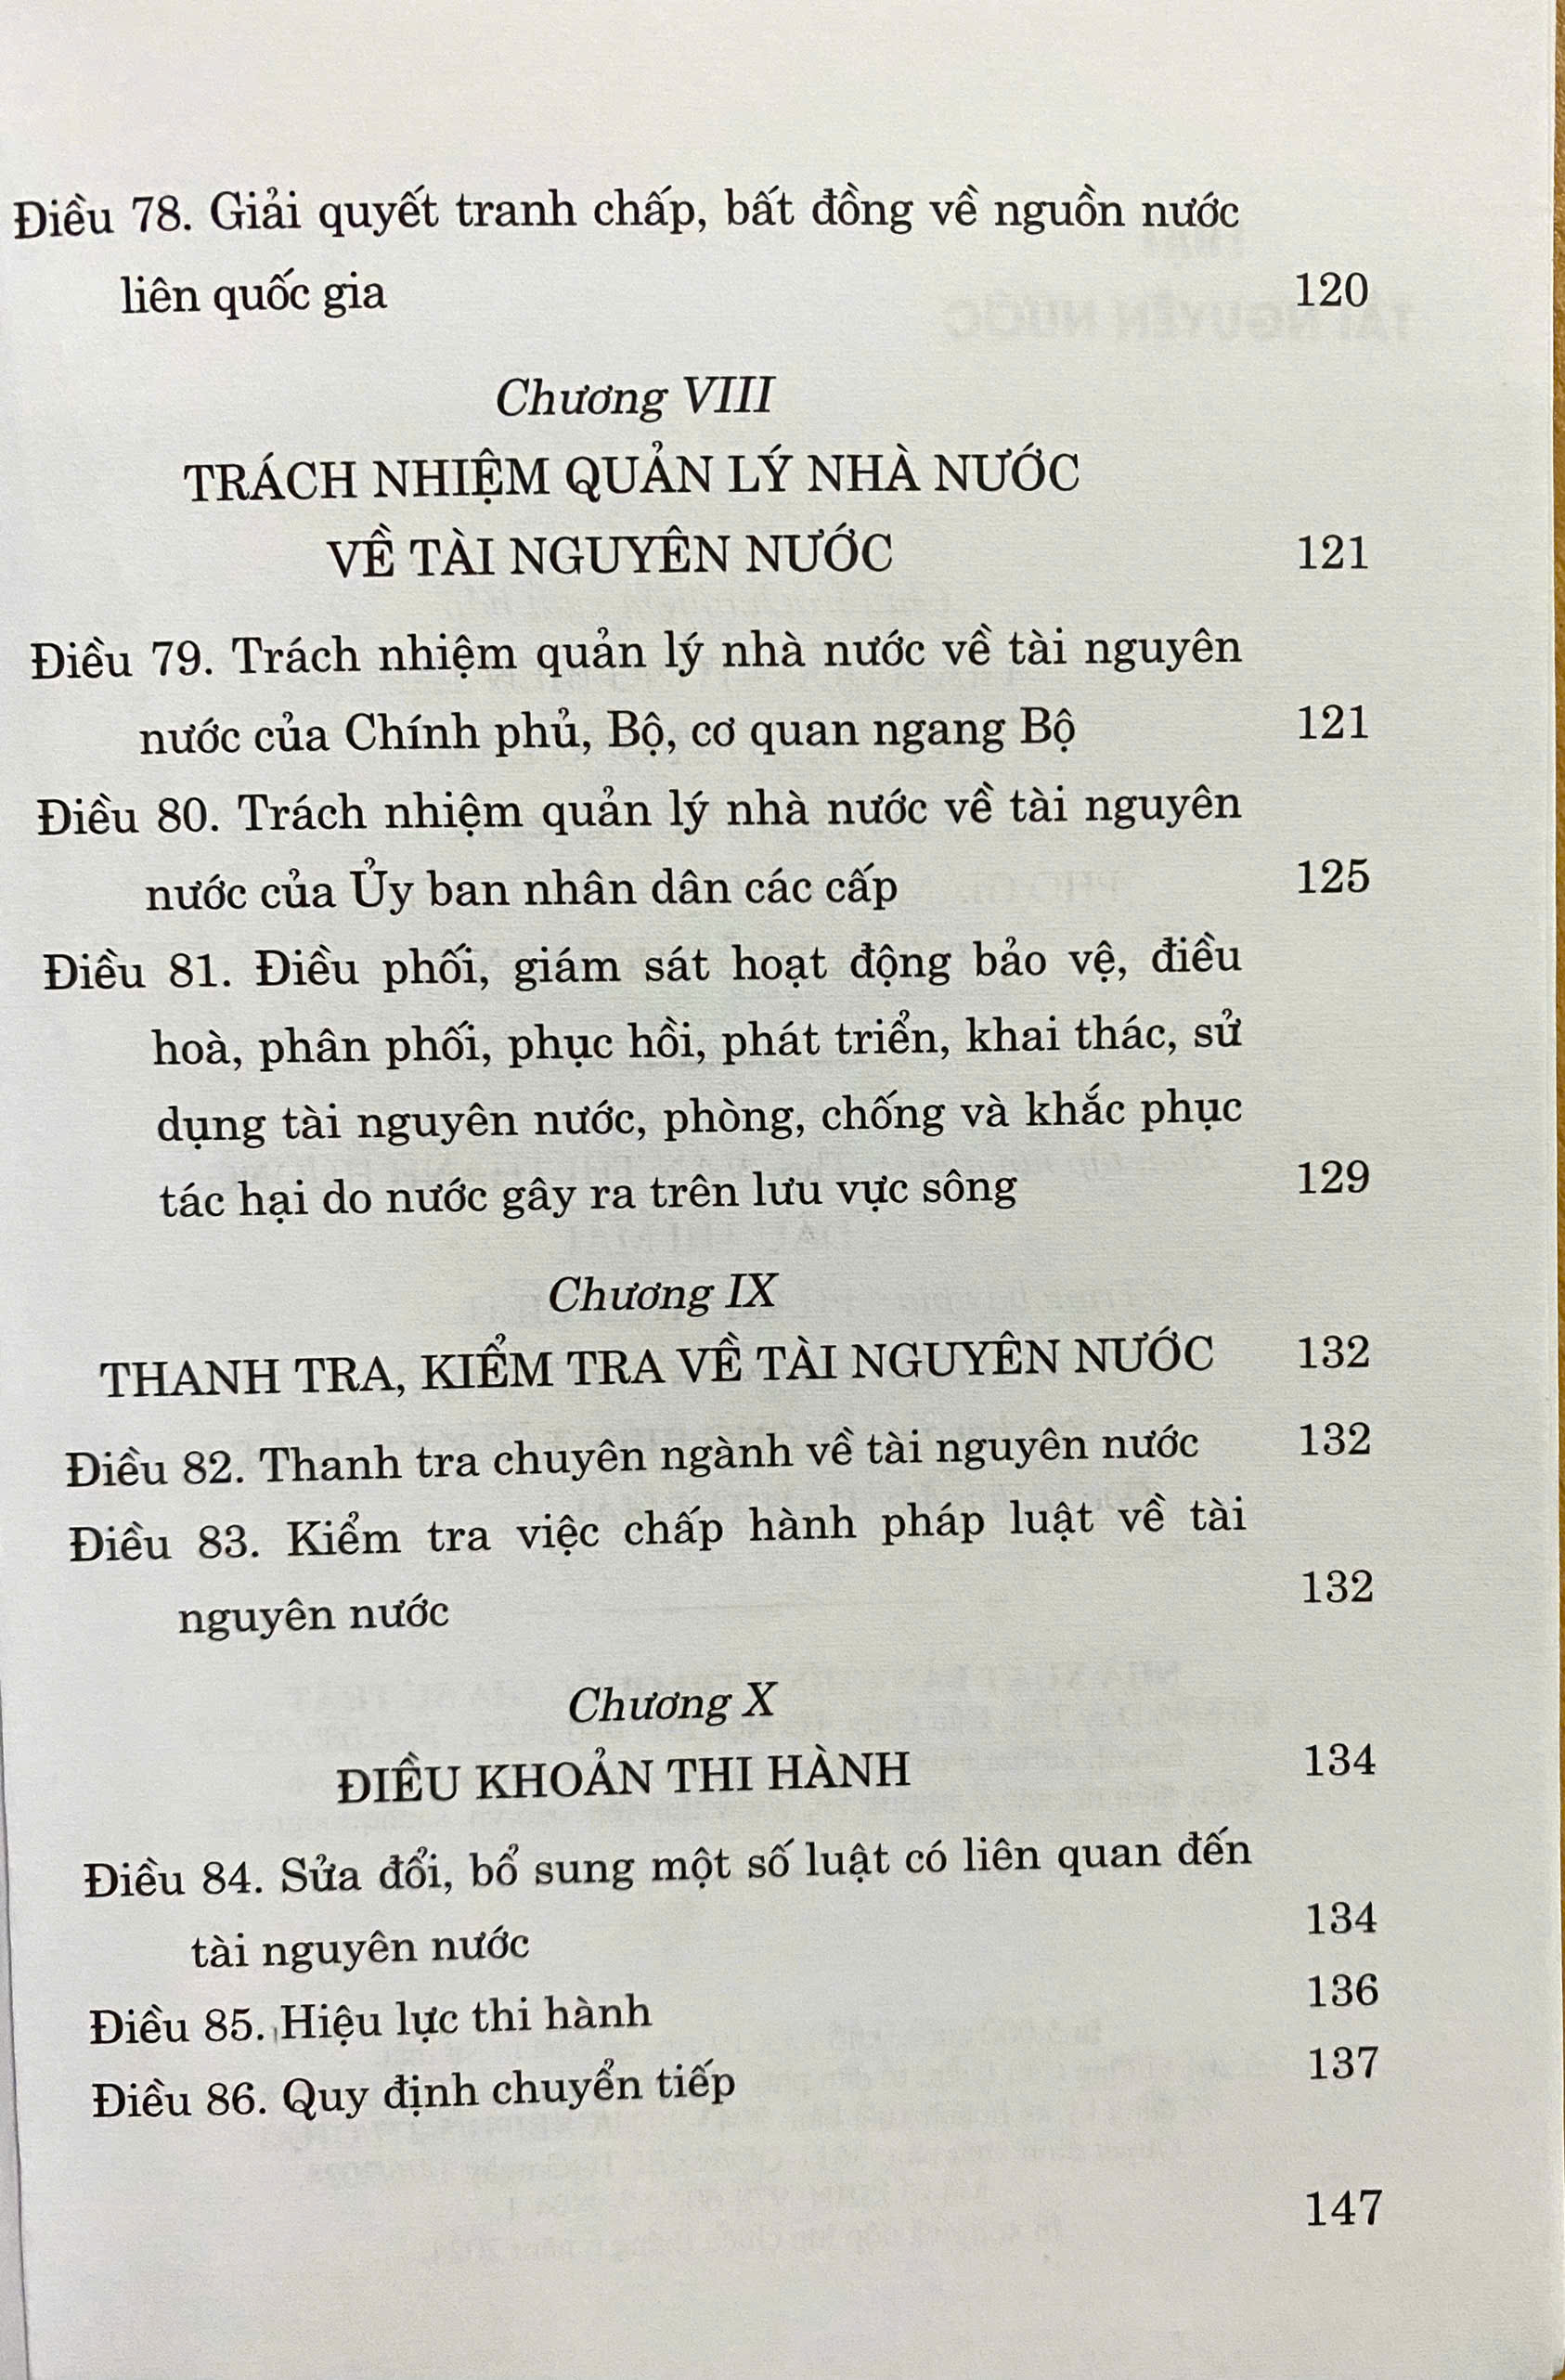 Điều 78. Giải quyết tranh chấp, bất đồng về nguồn nước
liên quốc gia 120
Chương VIII
TRÁCH NHIỆM QUẢN LÝ NHÀ NƯỚC
VỀ TÀI NGUYÊN NƯỚC 121
Điều 79. Trách nhiệm quản lý nhà nước về tài nguyên
nước của Chính phủ, Bộ, cơ quan ngang Bộ 121
Điều 80. Trách nhiệm quản lý nhà nước về tài nguyên
nước của Ủy ban nhân dân các cấp 125
Điều 81. Điều phối, giám sát hoạt động bảo vệ, điều
hoà, phân phối, phục hồi, phát triển, khai thác, sử
dụng tài nguyên nước, phòng, chống và khắc phục
tác hại do nước gây ra trên lưu vực sông 129
Chương IX
THANH TRA, KIỂM TRA VỀ TÀI NGUYÊN NƯỚC 132
Điều 82. Thanh tra chuyên ngành về tài nguyên nước 132
Điều 83. Kiểm tra việc chấp hành pháp luật về tài
nguyên nước 132
Chương X
ĐIỀU KHOẢN THI HÀNH 134
Điều 84. Sửa đổi, bổ sung một số luật có liên quan đến
tài nguyên nước 134
Điều 85. Hiệu lực thi hành 136
Điều 86. Quy định chuyển tiếp 137
147